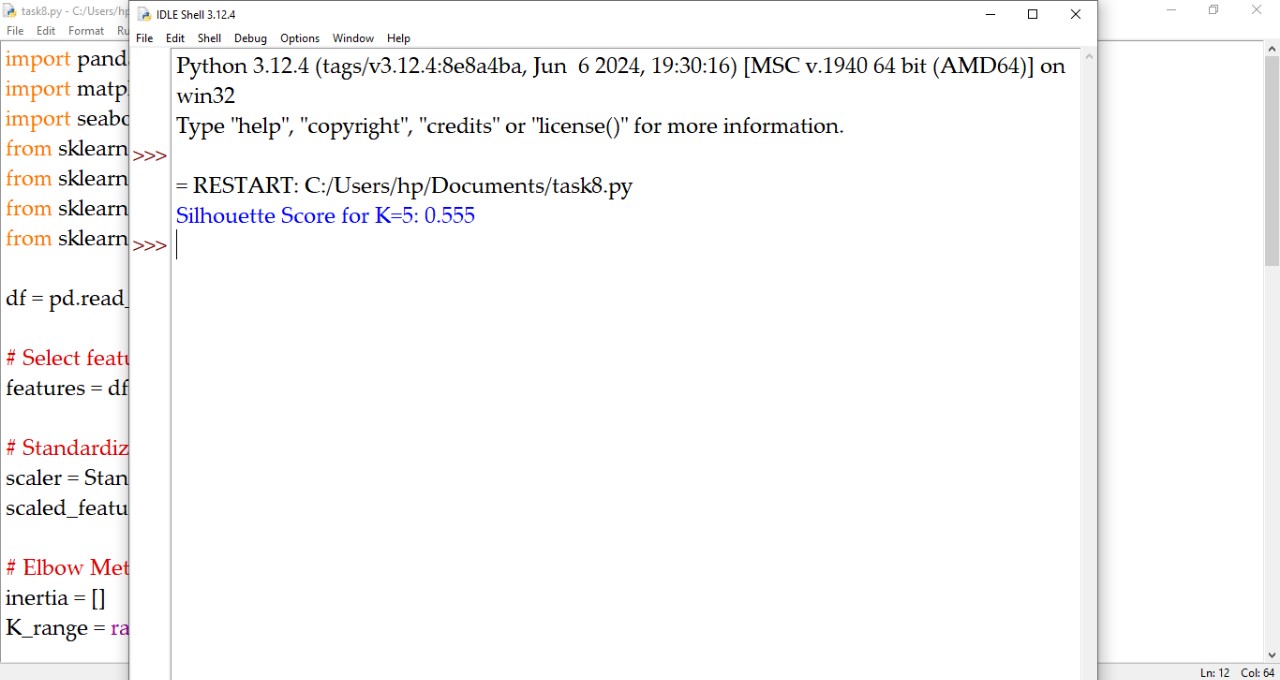 task8.py - C:/Users/hp
File Edit Format Ru
import pand
import matp
import seabo
from sklearn
from sklearn
from sklearn
from sklearn
df = pd.read_
# Select featu
features = df
# Standardiz
scaler = Stan
scaled_featu
# Elbow Met
inertia = []
K_range = ra
IDLE Shell 3.12.4
File Edit Shell Debug Options Window Help
Python 3.12.4 (tags/v3.12.4:8e8a4ba, Jun  6 2024, 19:30:16) [MSC v.1940 64 bit (AMD64)] on
win32
Type "help", "copyright", "credits" or "license()" for more information.
>>>
= RESTART: C:/Users/hp/Documents/task8.py
Silhouette Score for K=5: 0.555
>>>
Ln: 12 Col: 64